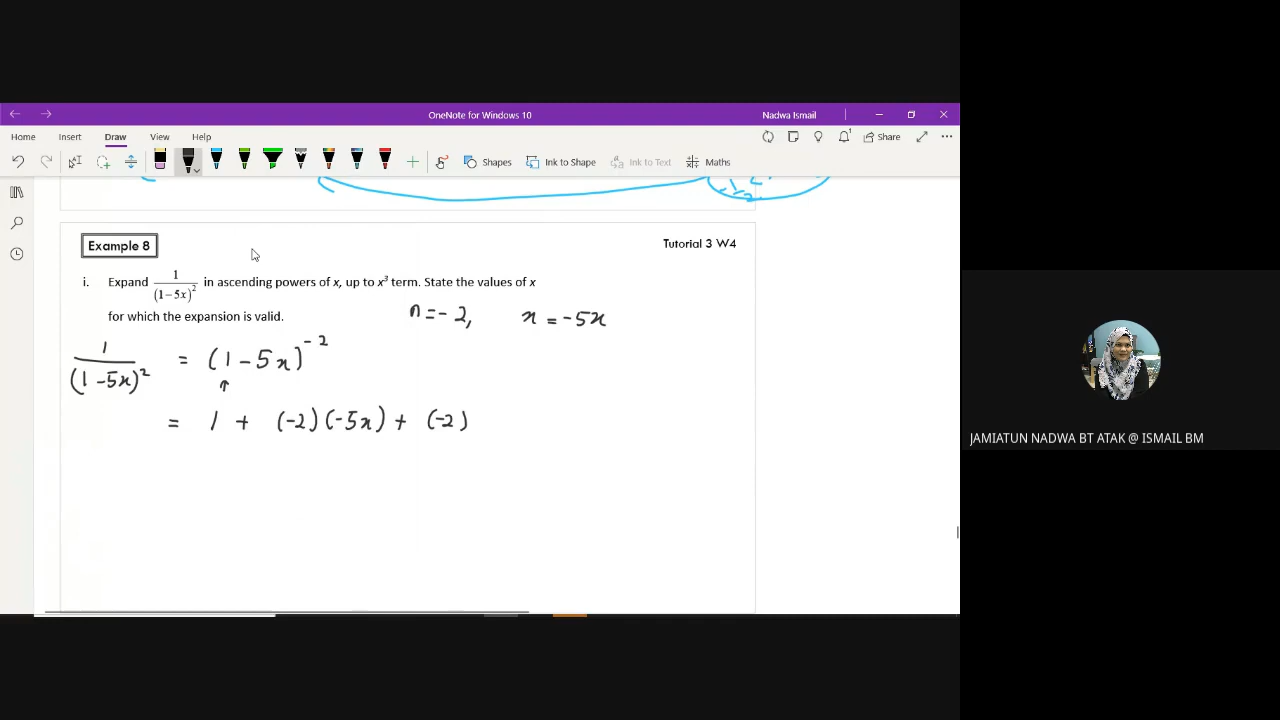 OneNote for Windows 10
Nadwa Ismail
Home Insert Draw View Help
Share
Shapes Ink to Shape Ink to Text Maths
Example 8
Tutorial 3 W4
i. Expand 1/(1−5x)² in ascending powers of x, up to x³ term. State the values of x
for which the expansion is valid.
n = -2, x = -5x
1/(1-5x)² = (1 - 5x)⁻²
↑
= 1 + (-2)(-5x) + (-2)
JAMIATUN NADWA BT ATAK @ ISMAIL BM